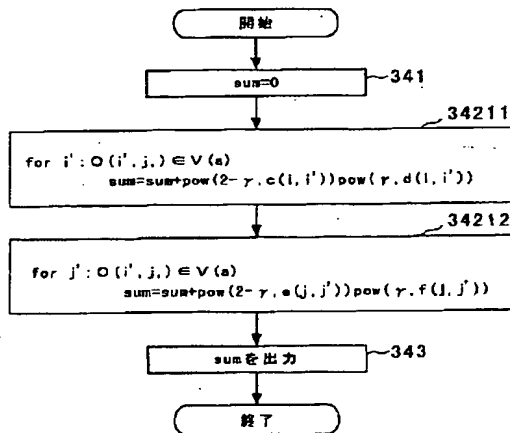 開始
sum=0
341
34211
for i':O(i',j,)∈V(a)
sum=sum+pow(2-γ,c(i,i'))pow(γ,d(i,i'))
34212
for j':O(i',j,)∈V(a)
sum=sum+pow(2-γ,e(j,j'))pow(γ,f(j,j'))
sumを出力
343
終了